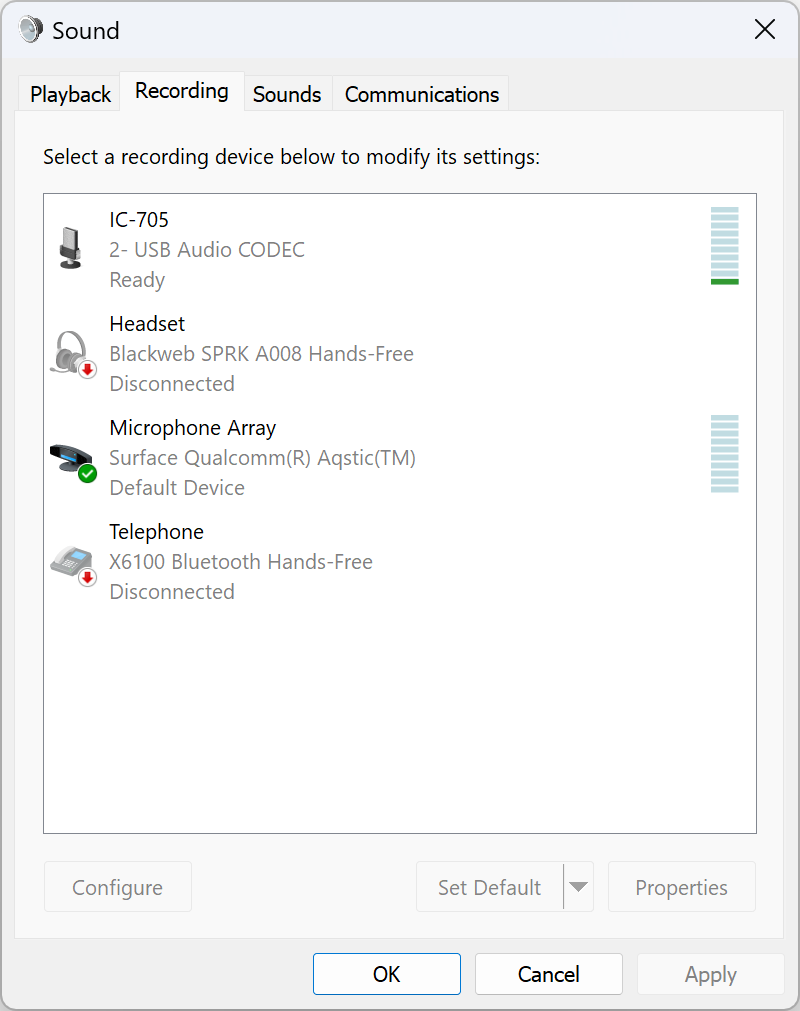 Sound
Playback
Recording
Sounds
Communications
Select a recording device below to modify its settings:
IC-705
2- USB Audio CODEC
Ready
Headset
Blackweb SPRK A008 Hands-Free
Disconnected
Microphone Array
Surface Qualcomm(R) Aqstic(TM)
Default Device
Telephone
X6100 Bluetooth Hands-Free
Disconnected
Configure
Set Default
Properties
OK
Cancel
Apply